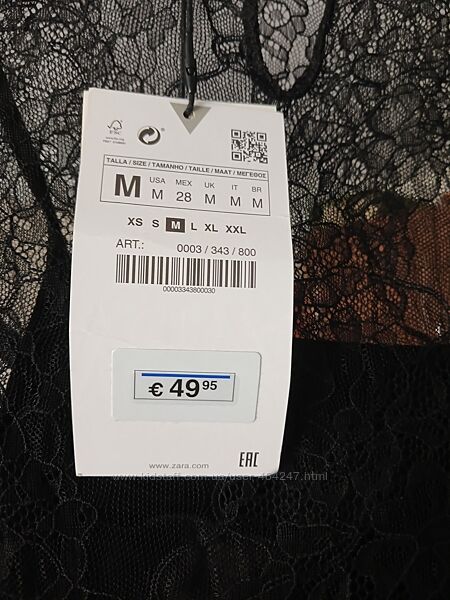 FSC
TALLA / SIZE / TAMANHO / TAILLE / MAAT / ΜΕΓΕΘΟΣ
M USA M MEX 28 UK M IT M BR M
XS S M L XL XXL
ART.: 0003 / 343 / 800
00003343800030
€ 49 95
www.zara.com EAC